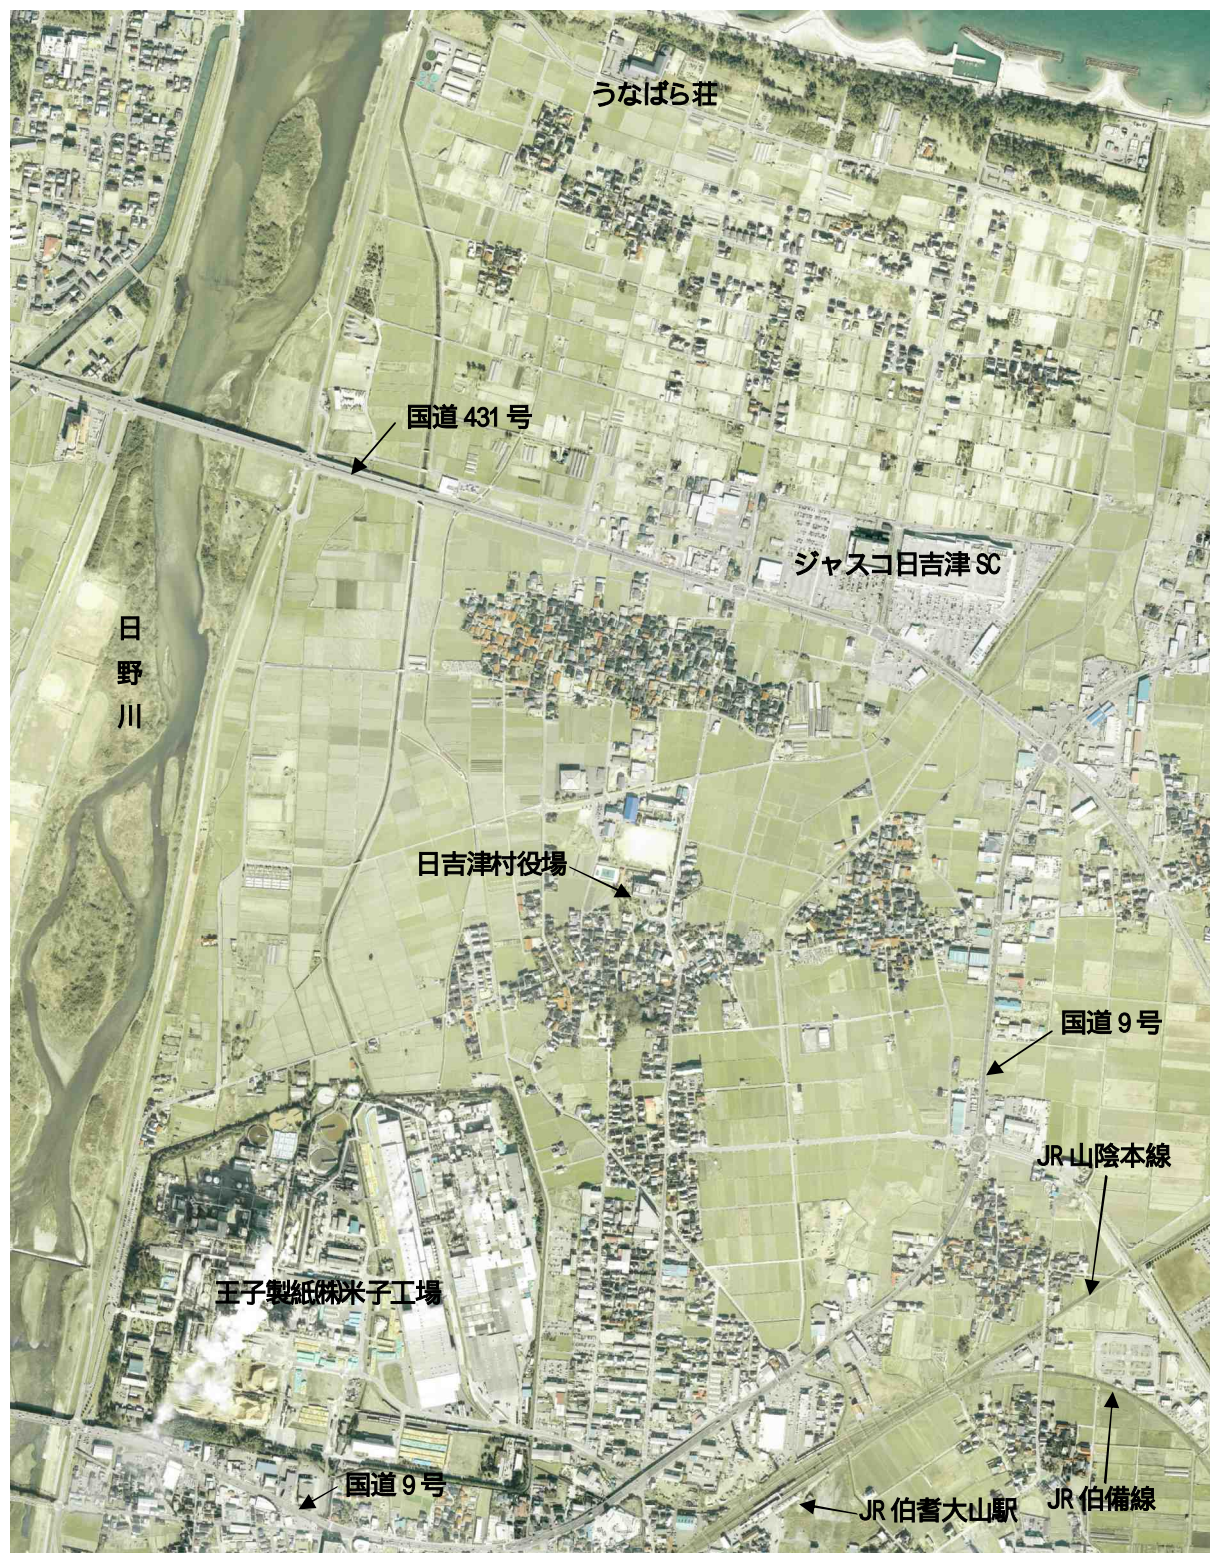 うなばら荘
国道 431 号
ジャスコ日吉津 SC
日
野
川
日吉津村役場
国道 9 号
JR 山陰本線
王子製紙㈱米子工場
国道 9 号
JR 伯備線
JR 伯耆大山駅